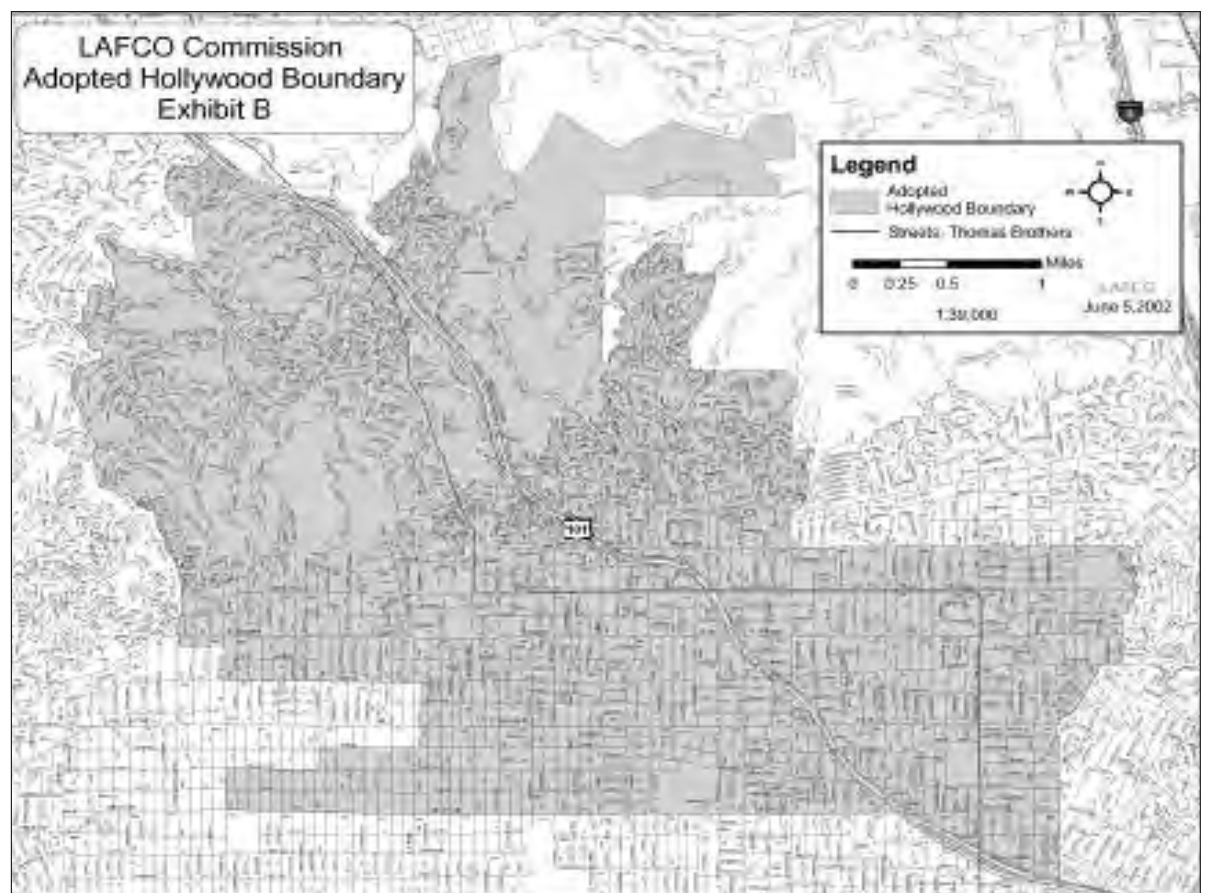 LAFCO Commission
Adopted Hollywood Boundary
Exhibit B
Legend
Adopted
Hollywood Boundary
Streets Thomas Brothers
Miles
0 0.25 0.5 1
LAFCO
June 5,2002
101